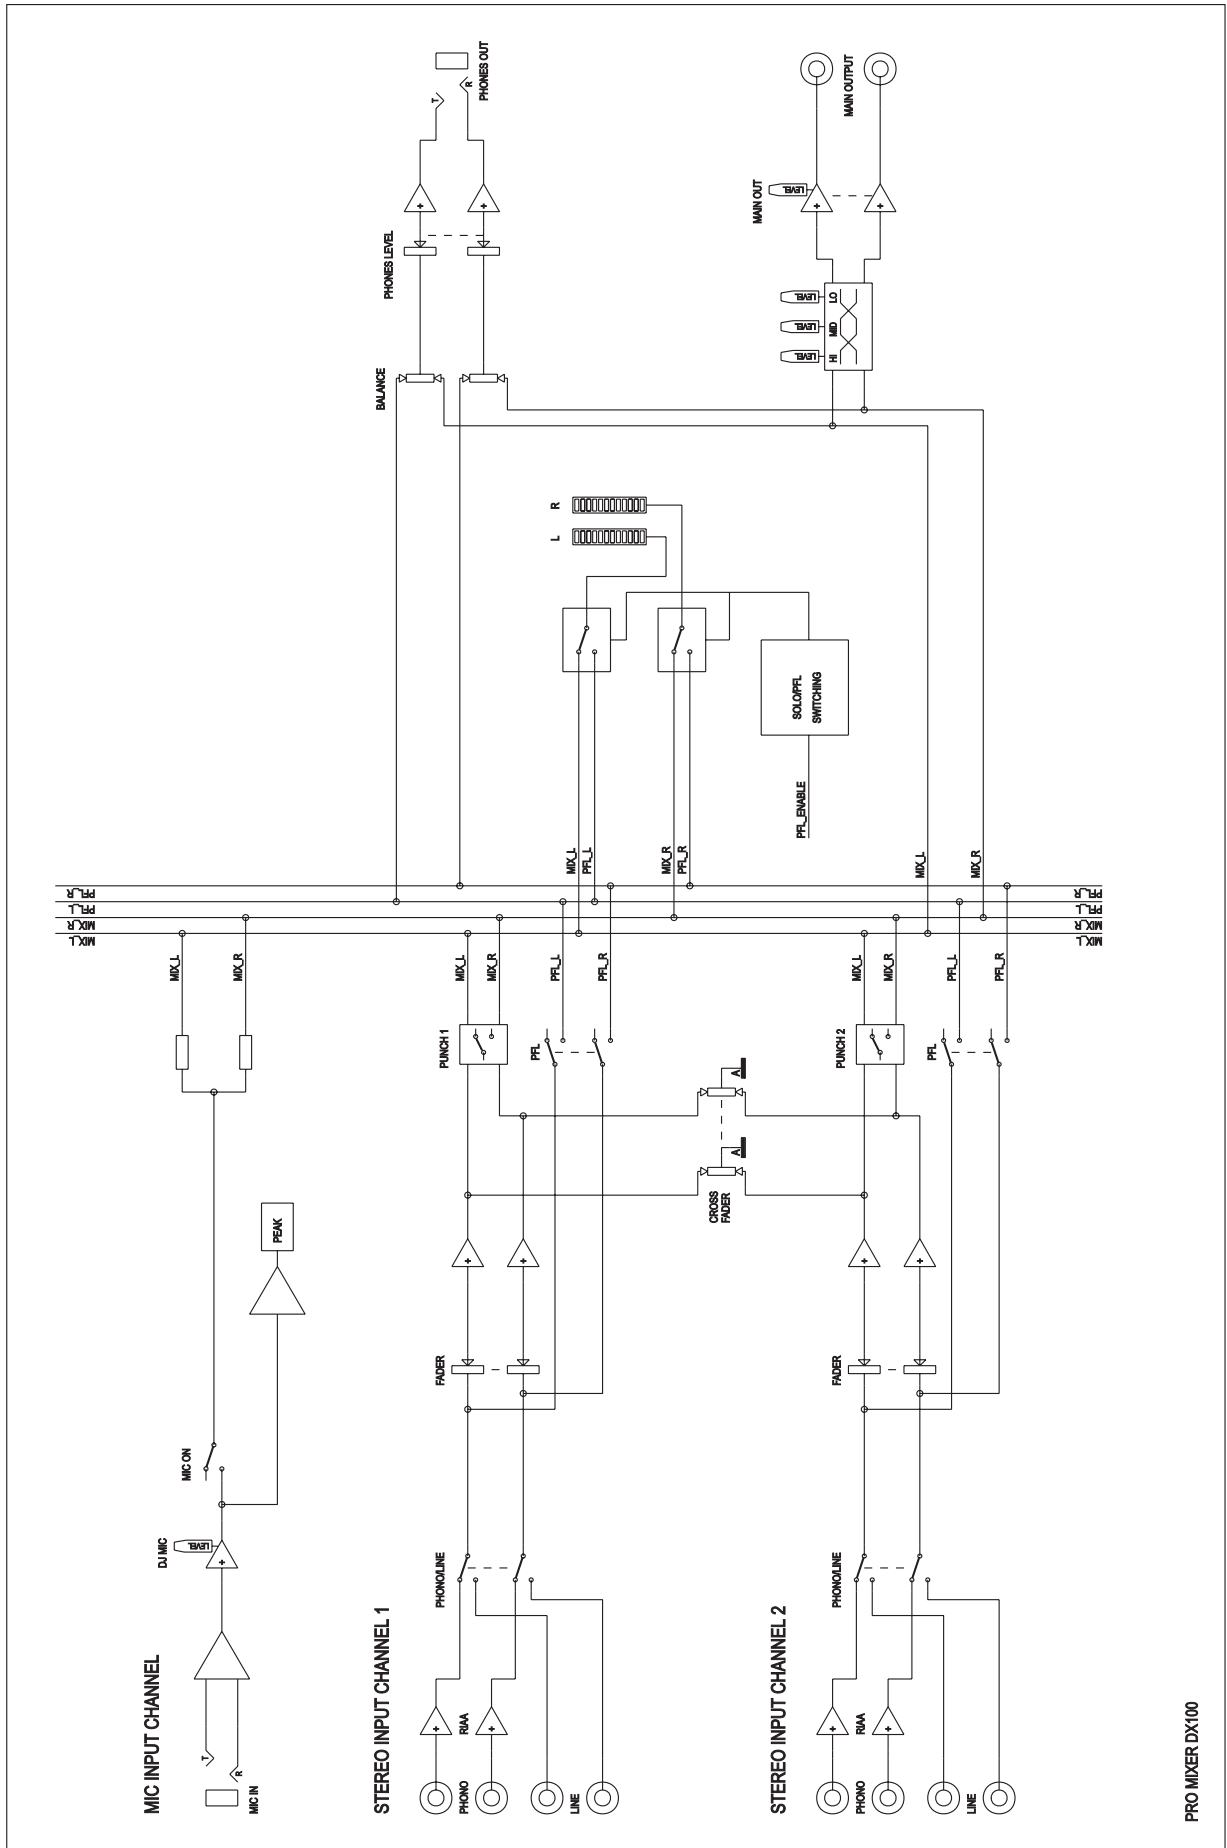 MIC INPUT CHANNEL
MIC IN
T
R
DJ MIC
LEVEL
+
MIC ON
PEAK
MIX_L
MIX_R
STEREO INPUT CHANNEL 1
PHONO
LINE
RIAA
+
+
PHONO/LINE
FADER
+
+
PUNCH 1
PFL
MIX_L
MIX_R
PFL_L
PFL_R
CROSS
FADER
A
A
STEREO INPUT CHANNEL 2
PHONO
LINE
RIAA
+
+
PHONO/LINE
FADER
+
+
PUNCH 2
PFL
MIX_L
MIX_R
PFL_L
PFL_R
MIX_L
MIX_R
PFL_L
PFL_R
MIX_L
MIX_R
PFL_L
PFL_R
MIX_L
PFL_L
MIX_R
PFL_R
PFL_ENABLE
SOLO/PFL
SWITCHING
L
R
MIX_L
MIX_R
BALANCE
PHONES LEVEL
+
+
T
R
PHONES OUT
HI
MID
LO
LEVEL
LEVEL
LEVEL
MAIN OUT
LEVEL
+
+
MAIN OUTPUT
PRO MIXER DX100